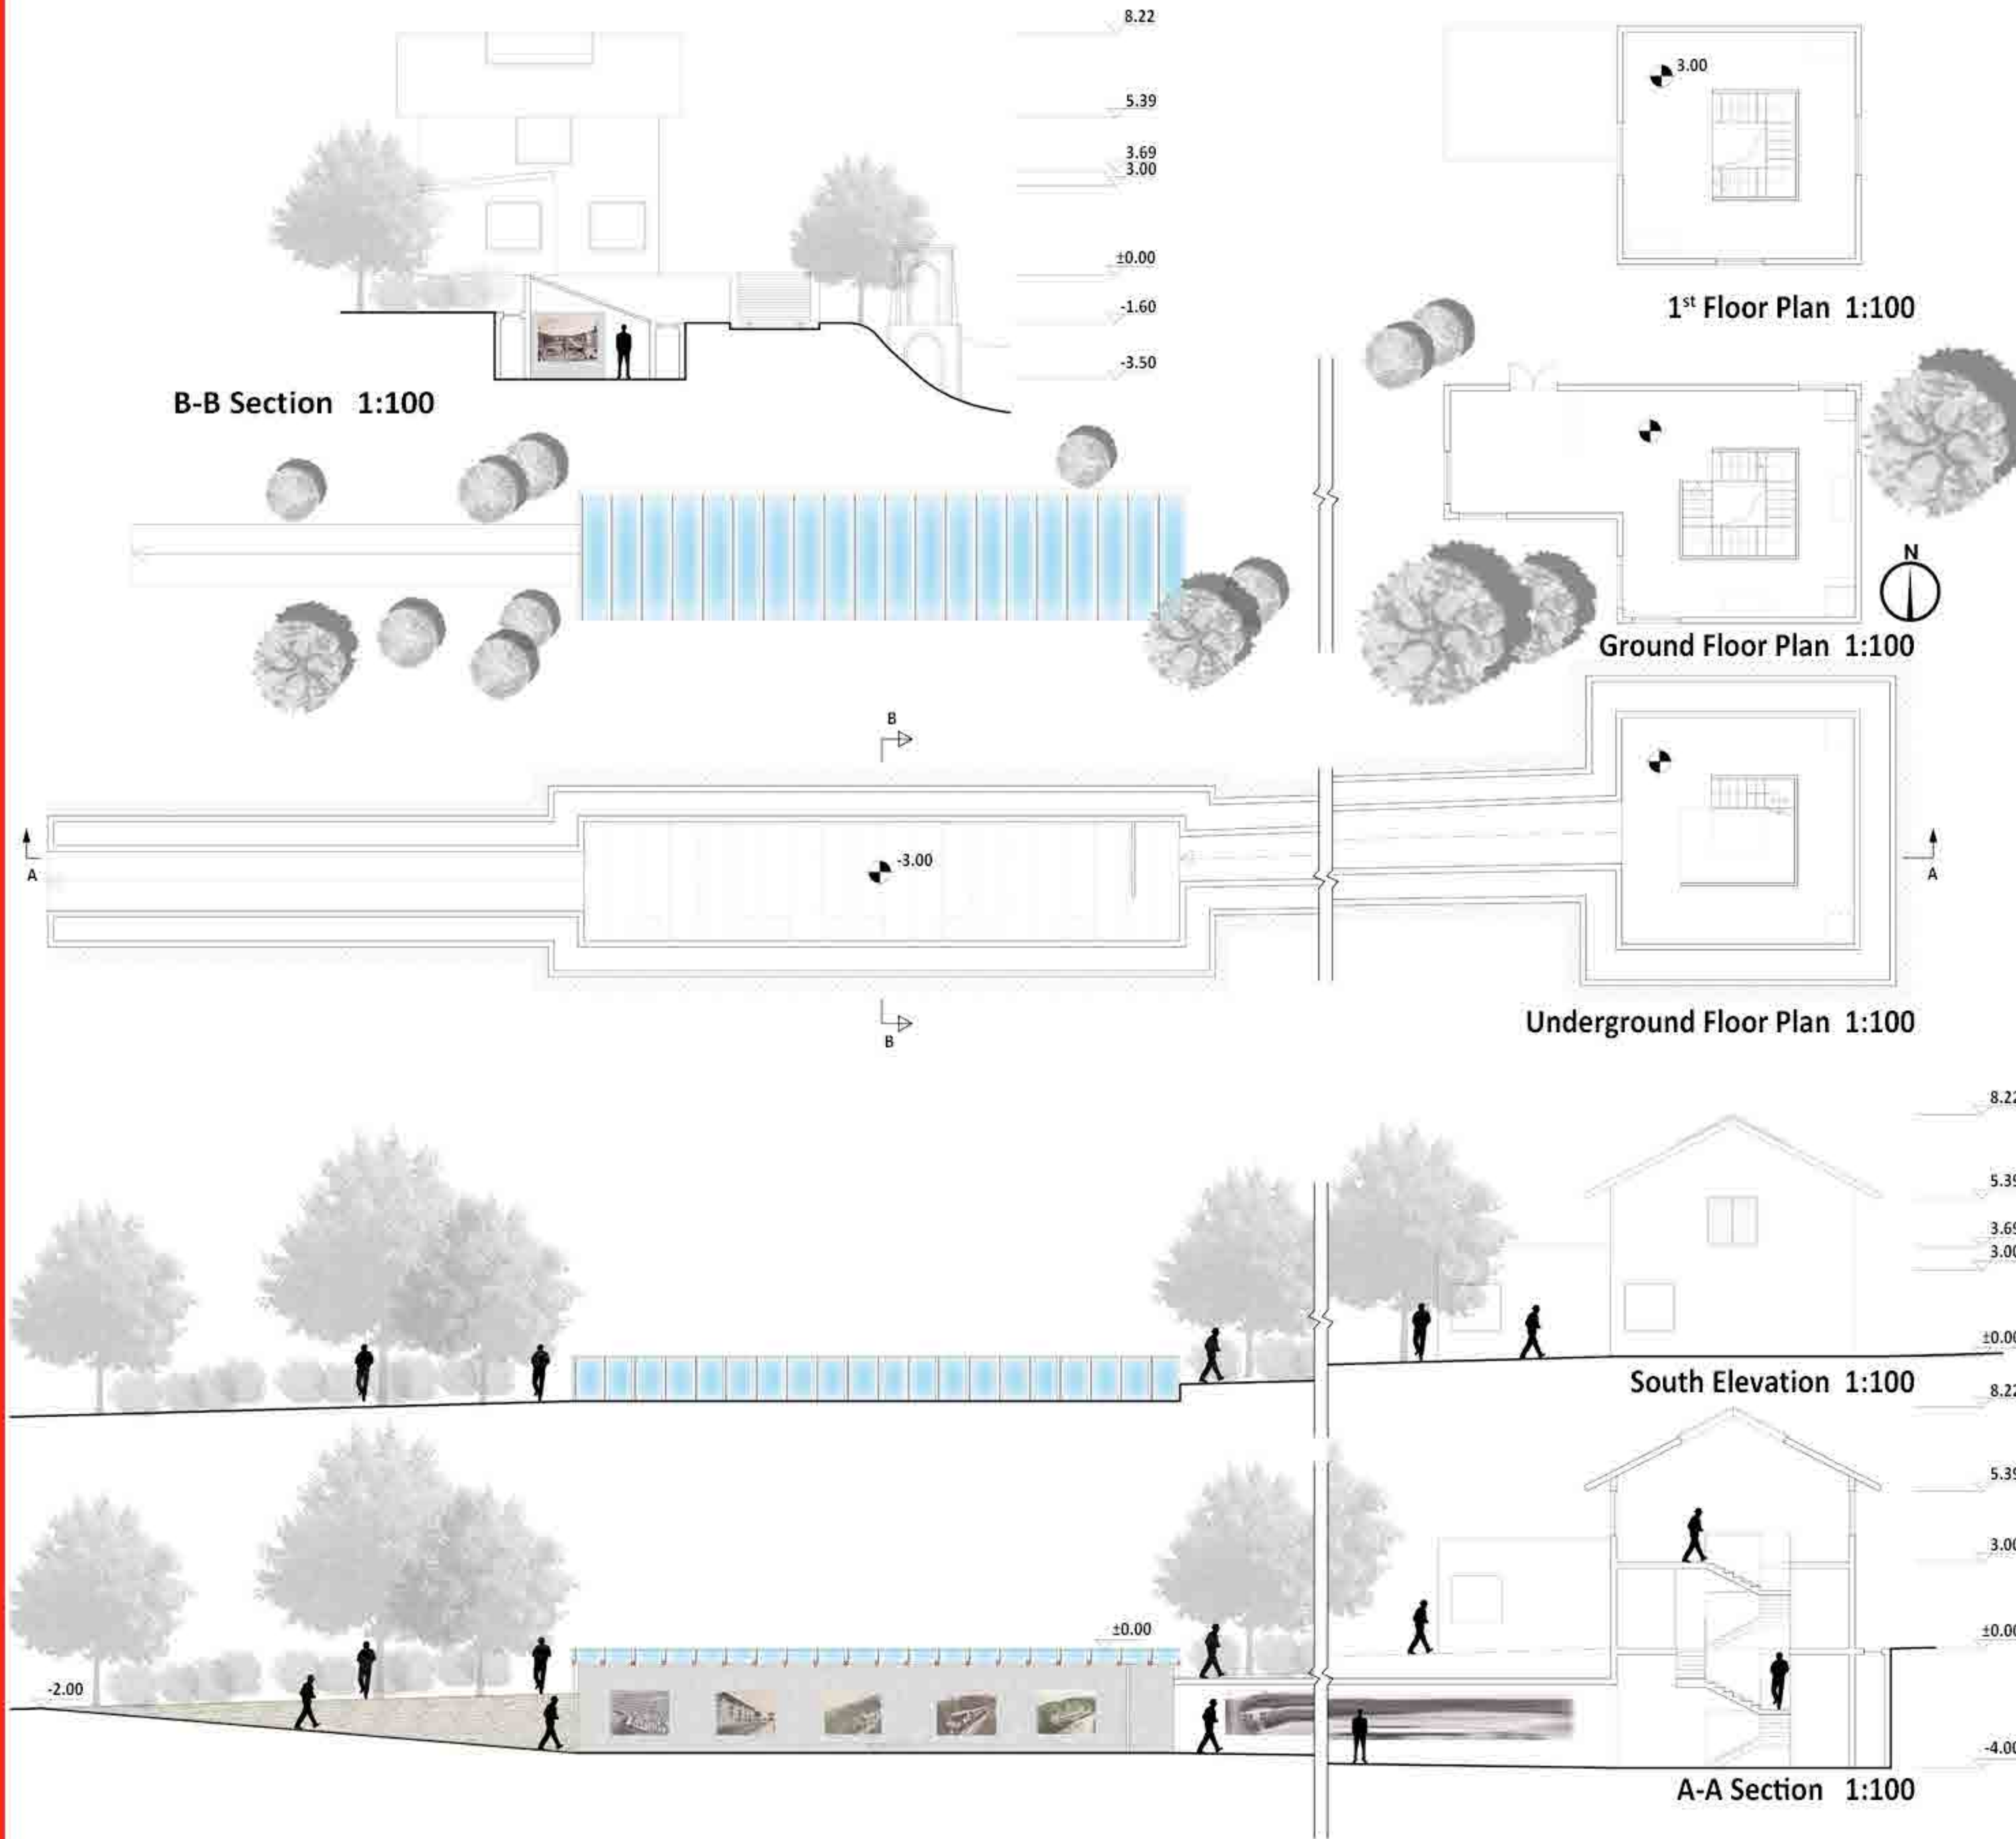 8.22
5.39
3.69
3.00
±0.00
-1.60
-3.50
B-B Section 1:100
3.00
1st Floor Plan 1:100
N
Ground Floor Plan 1:100
B
A
-3.00
A
B
Underground Floor Plan 1:100
8.22
5.39
3.69
3.00
±0.00
South Elevation 1:100
8.22
5.39
3.00
±0.00
±0.00
-2.00
-4.00
A-A Section 1:100